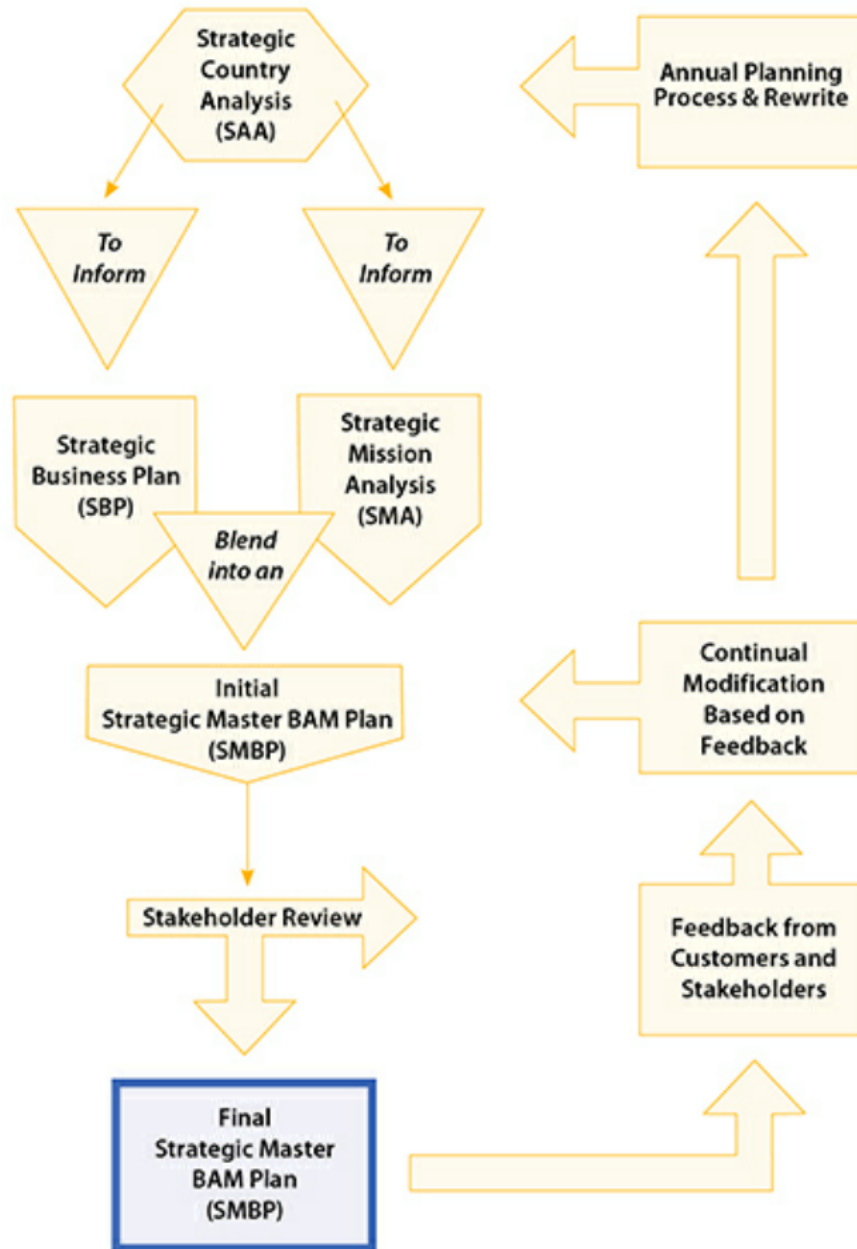 Strategic
Country
Analysis
(SAA)
Annual Planning
Process & Rewrite
To
Inform
To
Inform
Strategic
Business Plan
(SBP)
Strategic
Mission
Analysis
(SMA)
Blend
into an
Initial
Strategic Master BAM Plan
(SMBP)
Continual
Modification
Based on
Feedback
Stakeholder Review
Feedback from
Customers and
Stakeholders
Final
Strategic Master
BAM Plan
(SMBP)